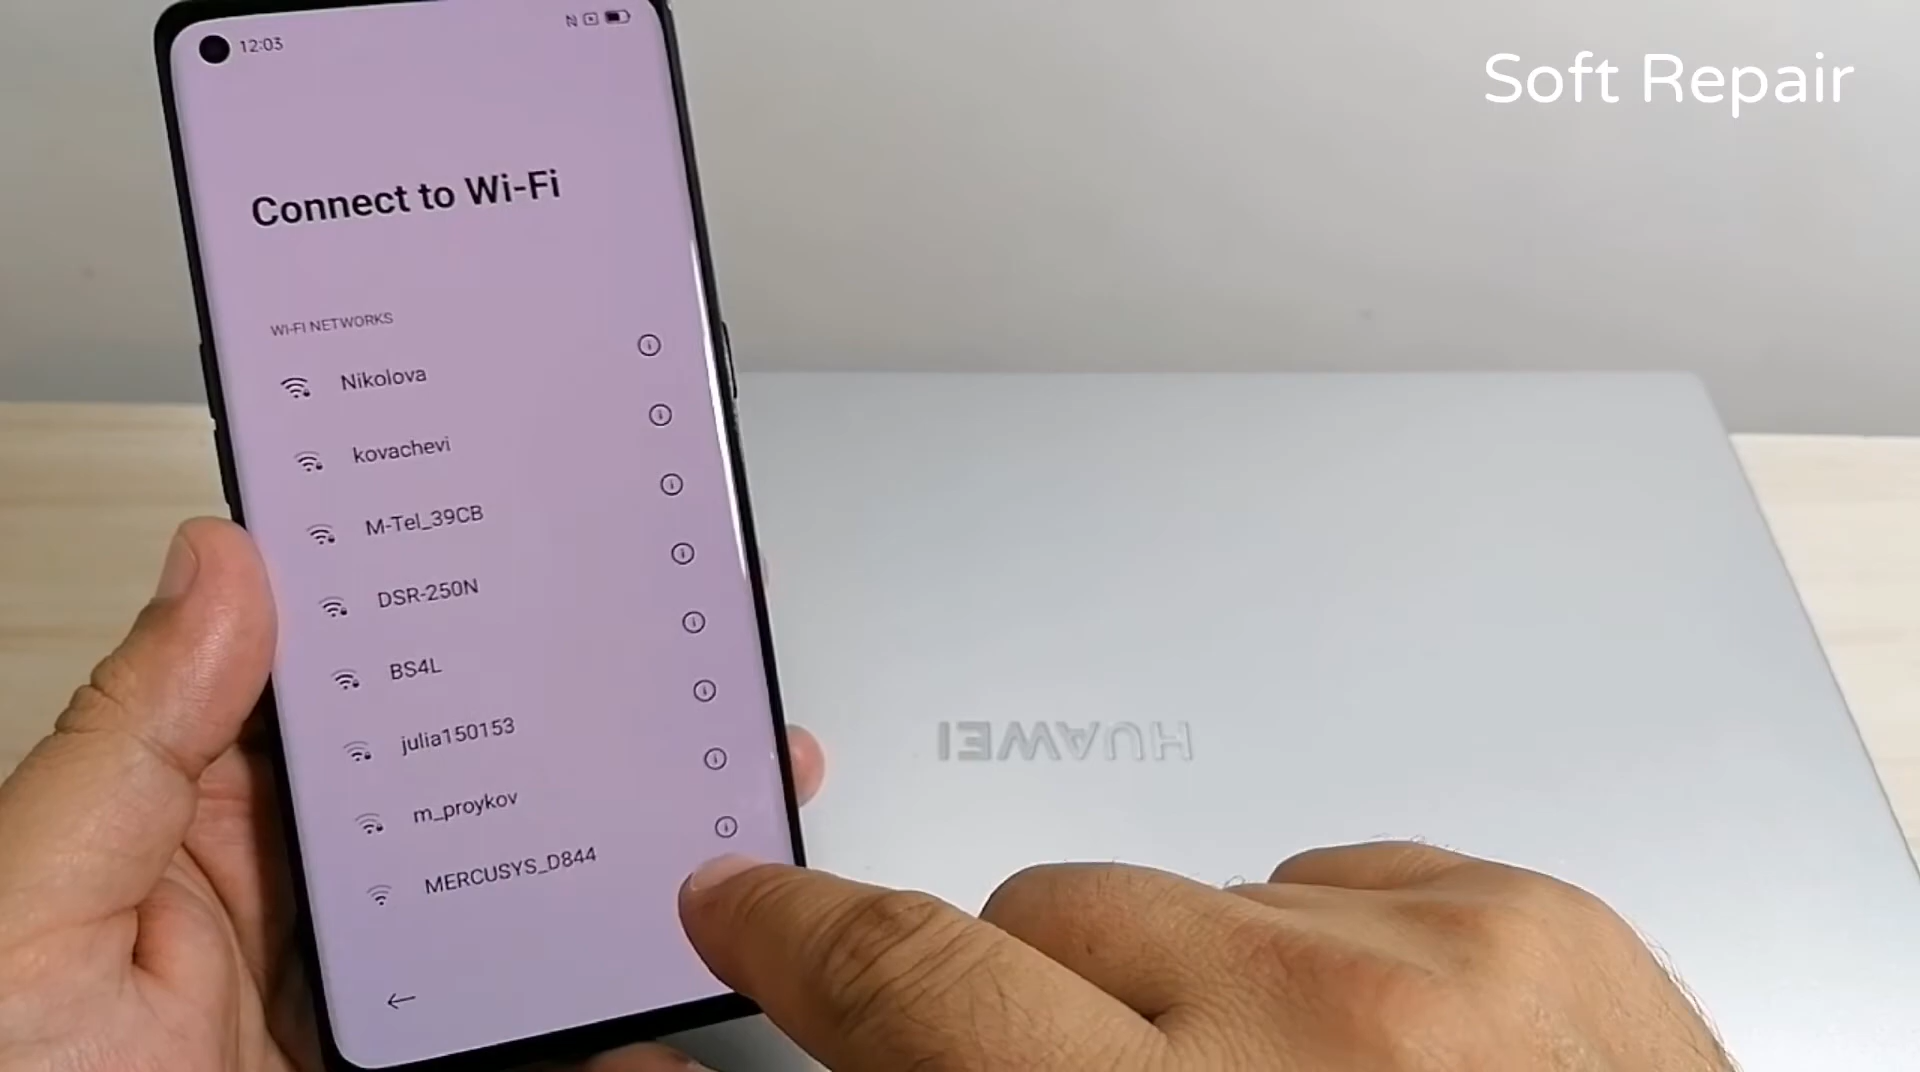 12:03
Soft Repair
Connect to Wi-Fi
WI-FI NETWORKS
Nikolova
kovachevi
M-Tel_39CB
DSR-250N
BS4L
julia150153
m_proykov
MERCUSYS_D844
HUAWEI